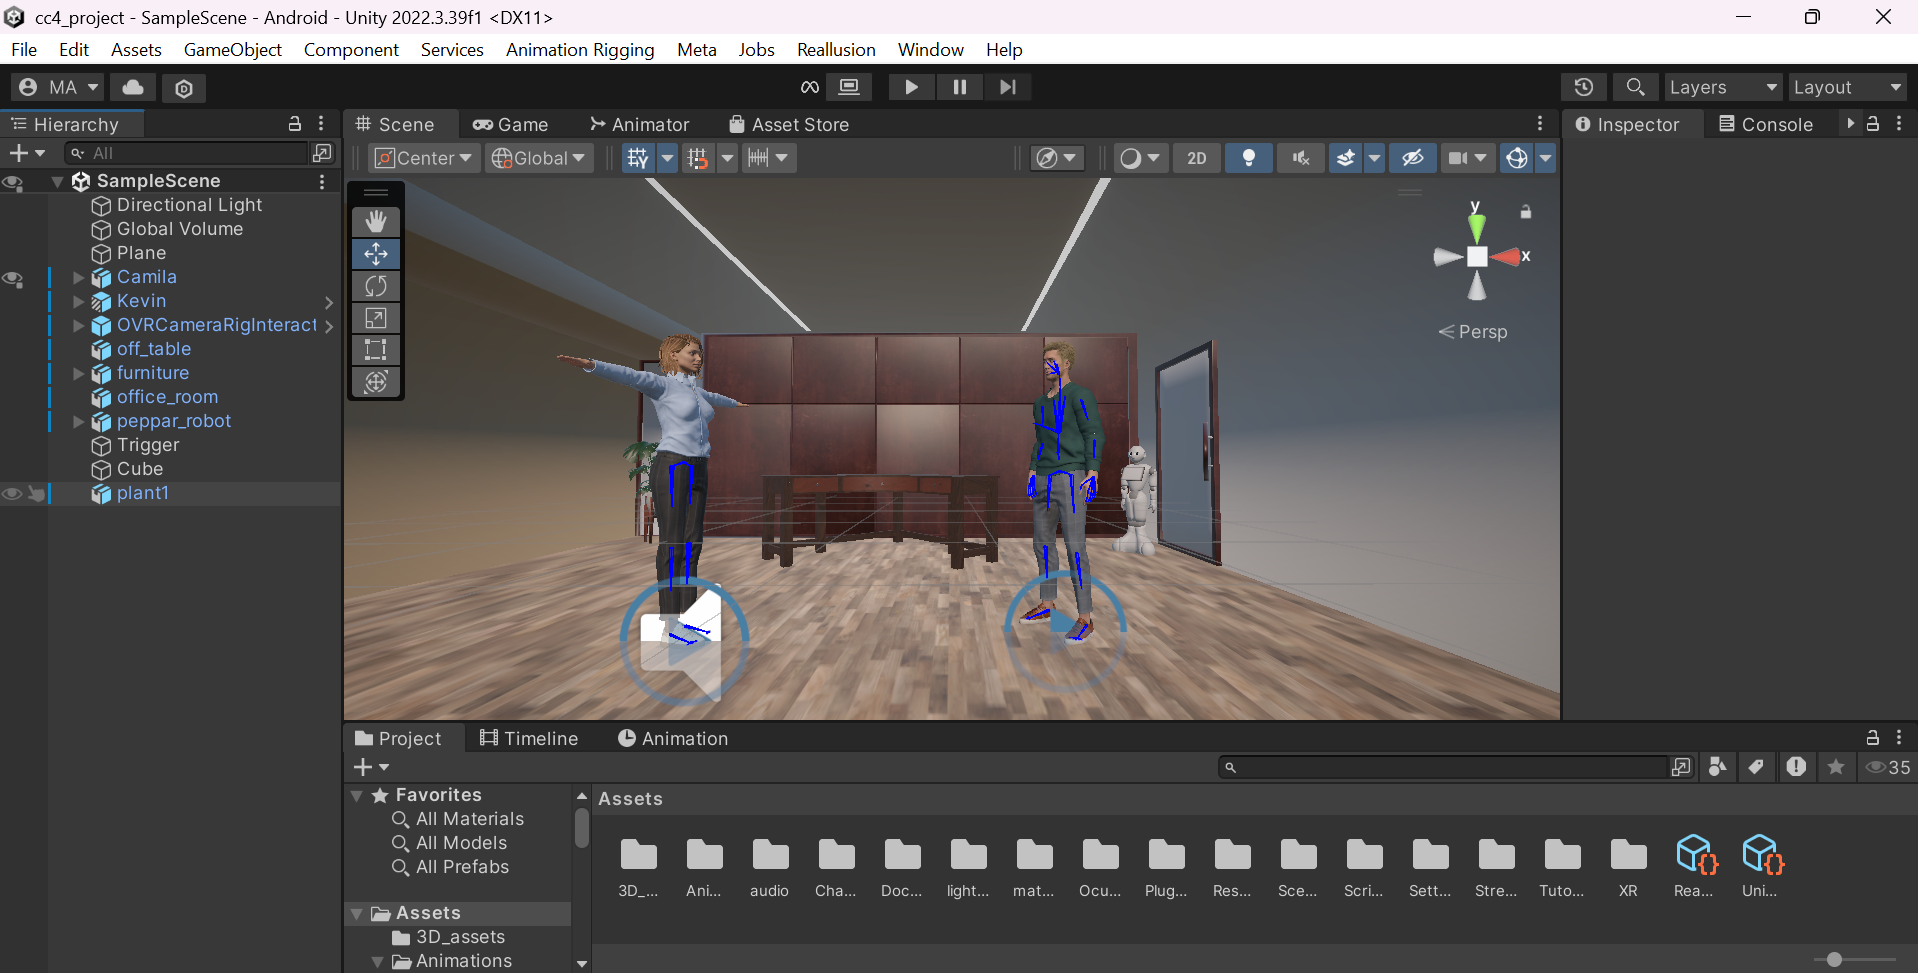 cc4_project - SampleScene - Android - Unity 2022.3.39f1 <DX11>
File Edit Assets GameObject Component Services Animation Rigging Meta Jobs Reallusion Window Help
MA Layers Layout
Hierarchy
All
SampleScene
Directional Light
Global Volume
Plane
Camila
Kevin
OVRCameraRigInteract
off_table
furniture
office_room
peppar_robot
Trigger
Cube
plant1
Scene Game Animator Asset Store
Center Global 2D
y
x
Persp
Inspector Console
Project Timeline Animation
35
Favorites
All Materials
All Models
All Prefabs
Assets
3D_assets
Animations
Assets
3D_... Ani... audio Cha... Doc... light... mat... Ocu... Plug... Res... Sce... Scri... Sett... Stre... Tuto... XR Rea... Uni...